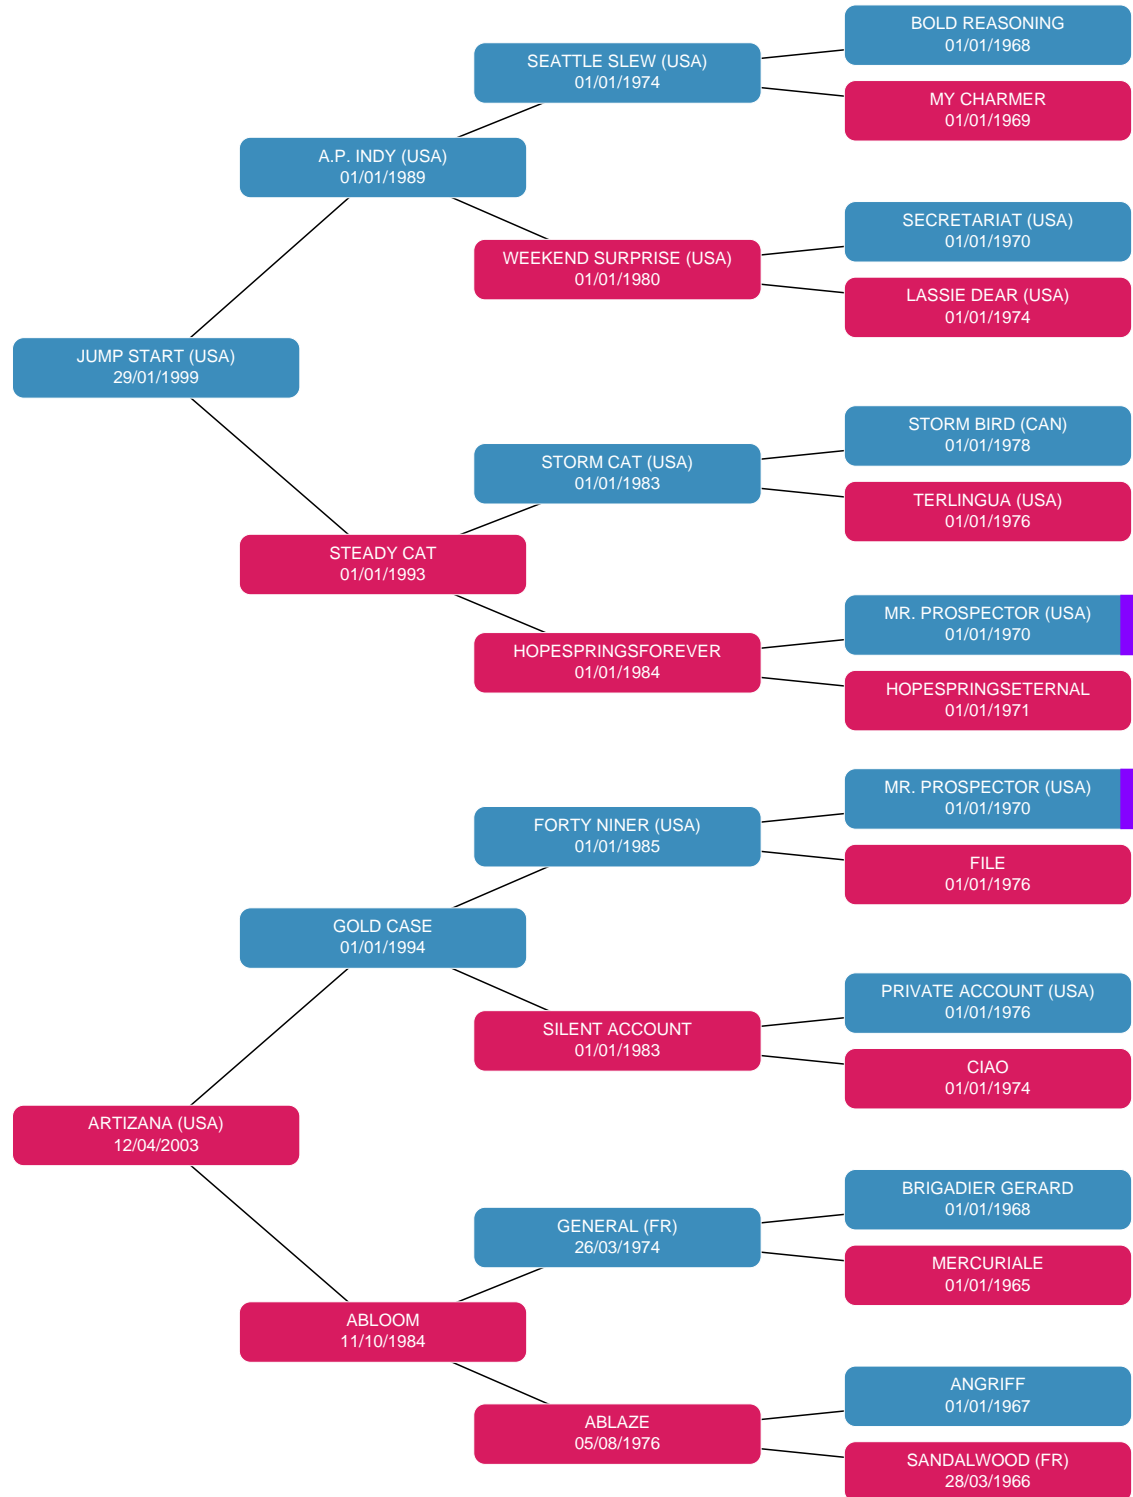 BOLD REASONING
01/01/1968
SEATTLE SLEW (USA)
01/01/1974
MY CHARMER
01/01/1969
A.P. INDY (USA)
01/01/1989
SECRETARIAT (USA)
01/01/1970
WEEKEND SURPRISE (USA)
01/01/1980
LASSIE DEAR (USA)
01/01/1974
JUMP START (USA)
29/01/1999
STORM BIRD (CAN)
01/01/1978
STORM CAT (USA)
01/01/1983
TERLINGUA (USA)
01/01/1976
STEADY CAT
01/01/1993
MR. PROSPECTOR (USA)
01/01/1970
HOPESPRINGSFOREVER
01/01/1984
HOPESPRINGSETERNAL
01/01/1971
MR. PROSPECTOR (USA)
01/01/1970
FORTY NINER (USA)
01/01/1985
FILE
01/01/1976
GOLD CASE
01/01/1994
PRIVATE ACCOUNT (USA)
01/01/1976
SILENT ACCOUNT
01/01/1983
CIAO
01/01/1974
ARTIZANA (USA)
12/04/2003
BRIGADIER GERARD
01/01/1968
GENERAL (FR)
26/03/1974
MERCURIALE
01/01/1965
ABLOOM
11/10/1984
ANGRIFF
01/01/1967
ABLAZE
05/08/1976
SANDALWOOD (FR)
28/03/1966